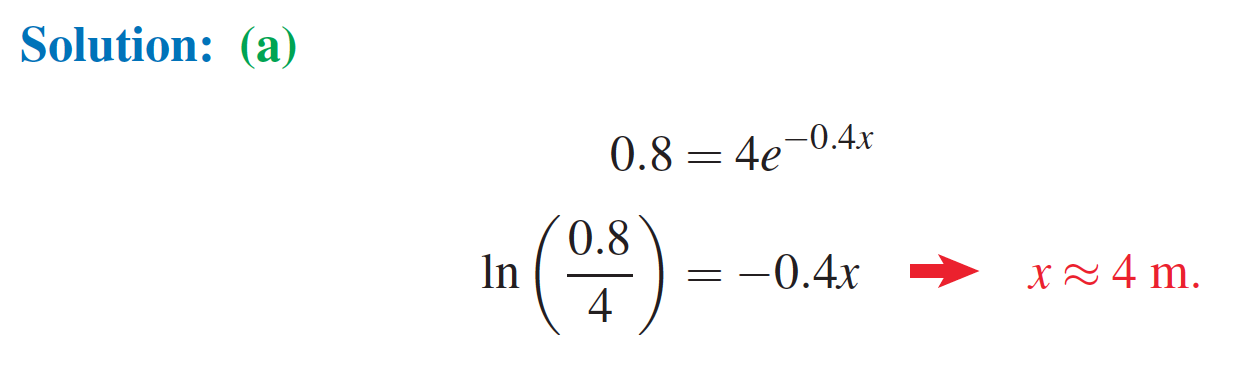 Solution: (a)
0.8 = 4e^{−0.4x}
ln(0.8/4) = −0.4x ➡ x ≈ 4 m.